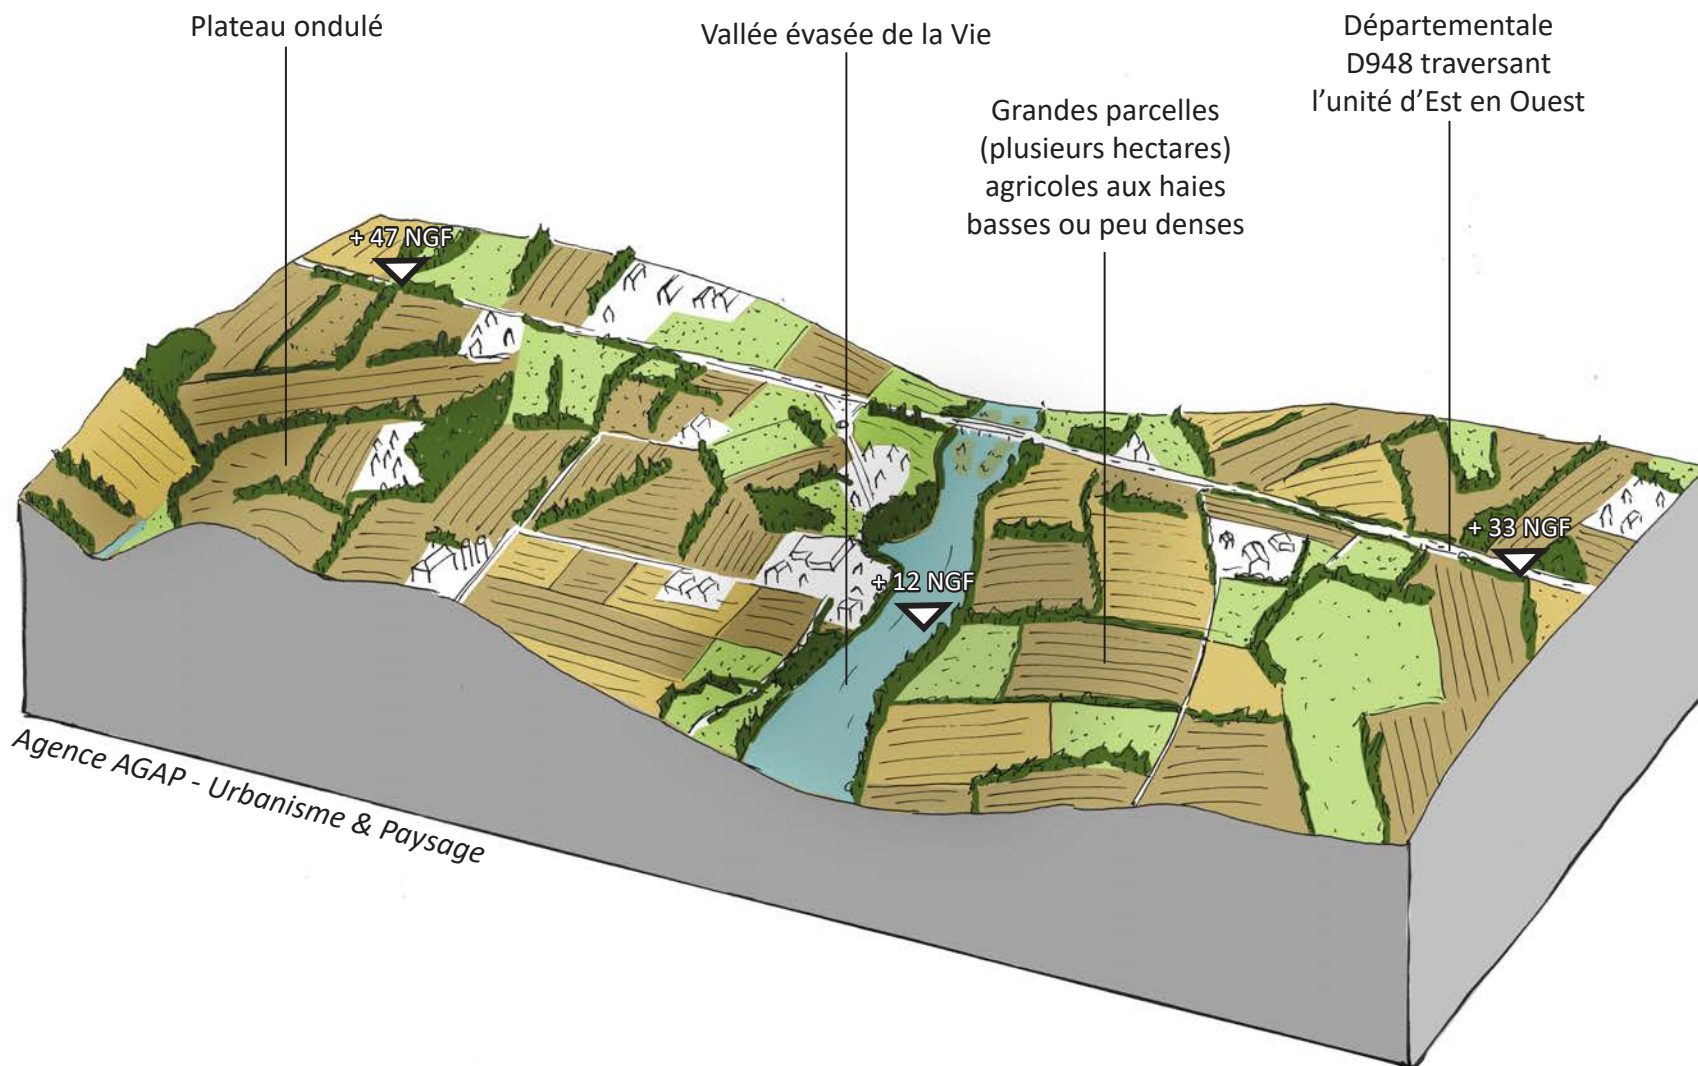 Plateau ondulé
Vallée évasée de la Vie
Départementale
D948 traversant
l’unité d’Est en Ouest
Grandes parcelles
(plusieurs hectares)
agricoles aux haies
basses ou peu denses
+ 47 NGF
+ 33 NGF
+ 12 NGF
Agence AGAP - Urbanisme & Paysage